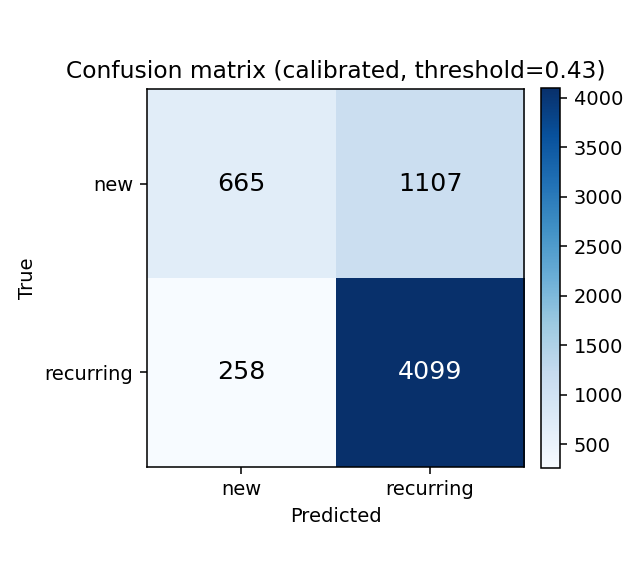 Confusion matrix (calibrated, threshold=0.43)
True
new
recurring
665
1107
258
4099
new
recurring
Predicted
4000
3500
3000
2500
2000
1500
1000
500